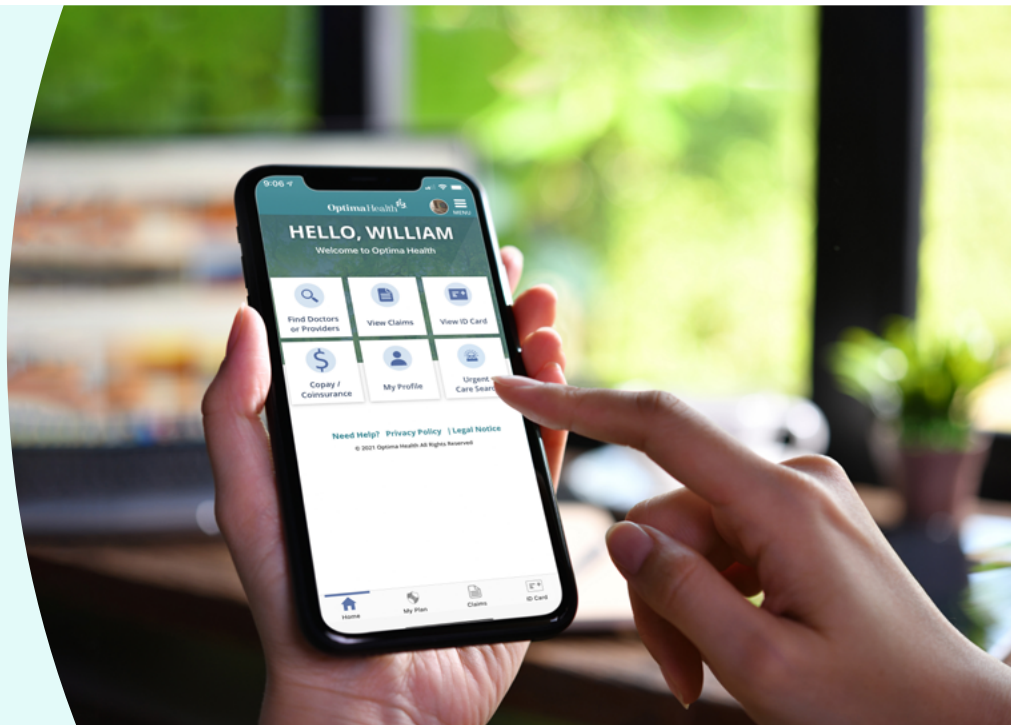 9:06
OptimaHealth
MENU
HELLO, WILLIAM
Welcome to Optima Health
Find Doctors
or Providers
View Claims
View ID Card
Copay /
Coinsurance
My Profile
Urgent
Care Search
Need Help? Privacy Policy | Legal Notice
© 2021 Optima Health All Rights Reserved
Home
My Plan
Claims
ID Card